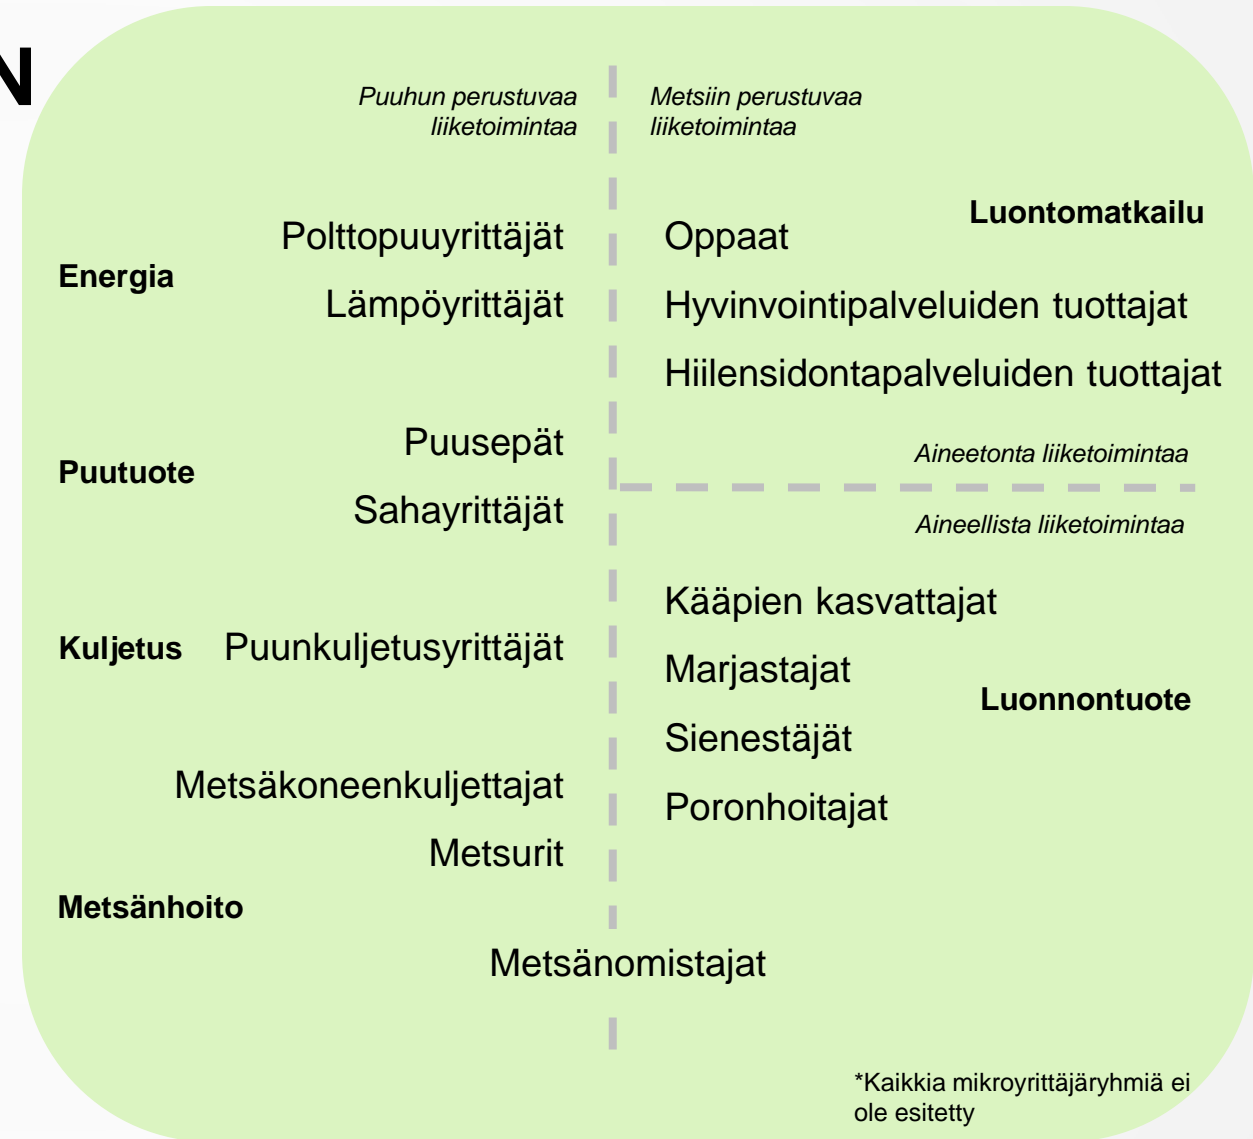 N
Puuhun perustuvaa
liiketoimintaa
Metsiin perustuvaa
liiketoimintaa
Energia
Polttopuuyrittäjät
Lämpöyrittäjät
Puutuote
Puusepät
Sahayrittäjät
Kuljetus
Puunkuljetusyrittäjät
Metsäkoneenkuljettajat
Metsurit
Metsänhoito
Metsänomistajat
Luontomatkailu
Oppaat
Hyvinvointipalveluiden tuottajat
Hiilensidontapalveluiden tuottajat
Aineetonta liiketoimintaa
Aineellista liiketoimintaa
Kääpien kasvattajat
Marjastajat
Luonnontuote
Sienestäjät
Poronhoitajat
*Kaikkia mikroyrittäjäryhmiä ei
ole esitetty